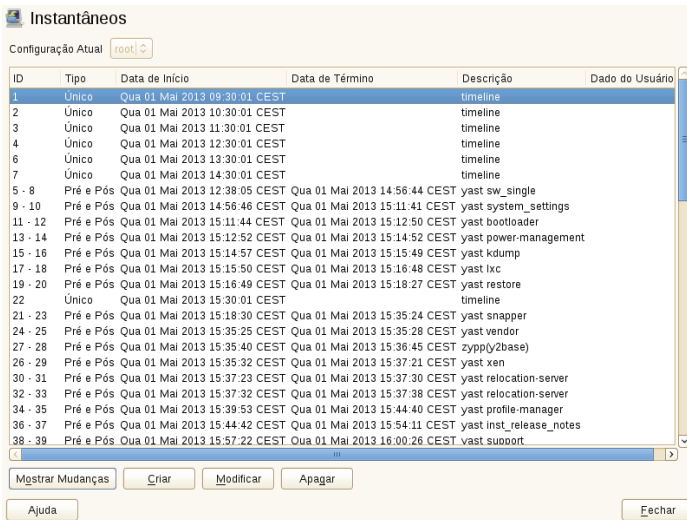 Instantâneos
Configuração Atual root
ID Tipo Data de Início Data de Término Descrição Dado do Usuário
1 Único Qua 01 Mai 2013 09:30:01 CEST timeline
2 Único Qua 01 Mai 2013 10:30:01 CEST timeline
3 Único Qua 01 Mai 2013 11:30:01 CEST timeline
4 Único Qua 01 Mai 2013 12:30:01 CEST timeline
6 Único Qua 01 Mai 2013 13:30:01 CEST timeline
7 Único Qua 01 Mai 2013 14:30:01 CEST timeline
5 - 8 Pré e Pós Qua 01 Mai 2013 12:38:05 CEST Qua 01 Mai 2013 14:56:44 CEST yast sw_single
9 - 10 Pré e Pós Qua 01 Mai 2013 14:56:46 CEST Qua 01 Mai 2013 15:11:41 CEST yast system_settings
11 - 12 Pré e Pós Qua 01 Mai 2013 15:11:44 CEST Qua 01 Mai 2013 15:12:50 CEST yast bootloader
13 - 14 Pré e Pós Qua 01 Mai 2013 15:12:52 CEST Qua 01 Mai 2013 15:14:52 CEST yast power-management
15 - 16 Pré e Pós Qua 01 Mai 2013 15:14:57 CEST Qua 01 Mai 2013 15:15:49 CEST yast kdump
17 - 18 Pré e Pós Qua 01 Mai 2013 15:15:50 CEST Qua 01 Mai 2013 15:16:48 CEST yast lxc
19 - 20 Pré e Pós Qua 01 Mai 2013 15:16:49 CEST Qua 01 Mai 2013 15:18:27 CEST yast restore
22 Único Qua 01 Mai 2013 15:30:01 CEST timeline
21 - 23 Pré e Pós Qua 01 Mai 2013 15:18:30 CEST Qua 01 Mai 2013 15:35:24 CEST yast snapper
24 - 25 Pré e Pós Qua 01 Mai 2013 15:35:25 CEST Qua 01 Mai 2013 15:35:28 CEST yast vendor
27 - 28 Pré e Pós Qua 01 Mai 2013 15:35:40 CEST Qua 01 Mai 2013 15:36:45 CEST zypp(y2base)
26 - 29 Pré e Pós Qua 01 Mai 2013 15:35:32 CEST Qua 01 Mai 2013 15:37:21 CEST yast xen
30 - 31 Pré e Pós Qua 01 Mai 2013 15:37:23 CEST Qua 01 Mai 2013 15:37:30 CEST yast relocation-server
32 - 33 Pré e Pós Qua 01 Mai 2013 15:37:32 CEST Qua 01 Mai 2013 15:37:38 CEST yast relocation-server
34 - 35 Pré e Pós Qua 01 Mai 2013 15:39:53 CEST Qua 01 Mai 2013 15:44:40 CEST yast profile-manager
36 - 37 Pré e Pós Qua 01 Mai 2013 15:44:42 CEST Qua 01 Mai 2013 15:54:11 CEST yast inst_release_notes
38 - 39 Pré e Pós Qua 01 Mai 2013 15:57:22 CEST Qua 01 Mai 2013 16:00:26 CEST yast support
Mostrar Mudanças Criar Modificar Apagar
Ajuda Fechar